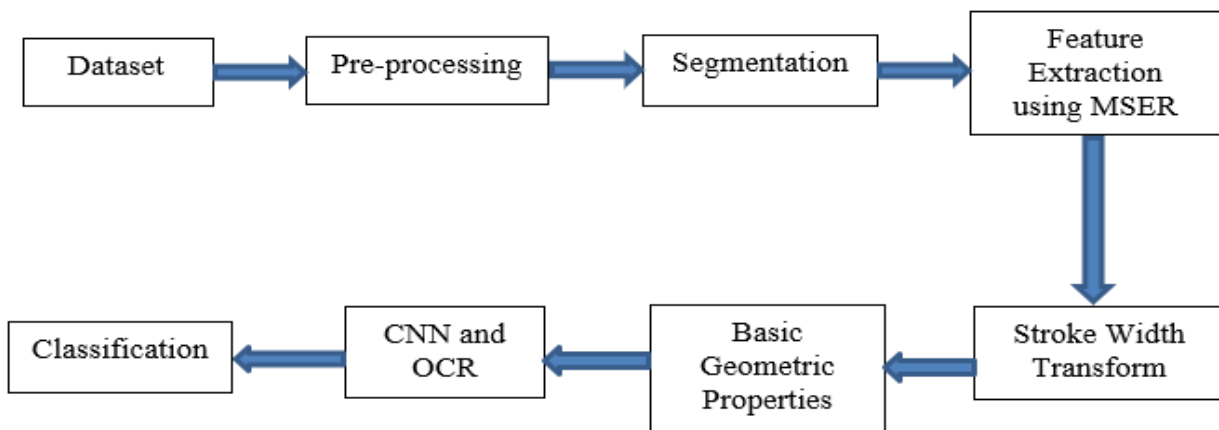 Dataset
Pre-processing
Segmentation
Feature
Extraction
using MSER
Stroke Width
Transform
Basic
Geometric
Properties
CNN and
OCR
Classification